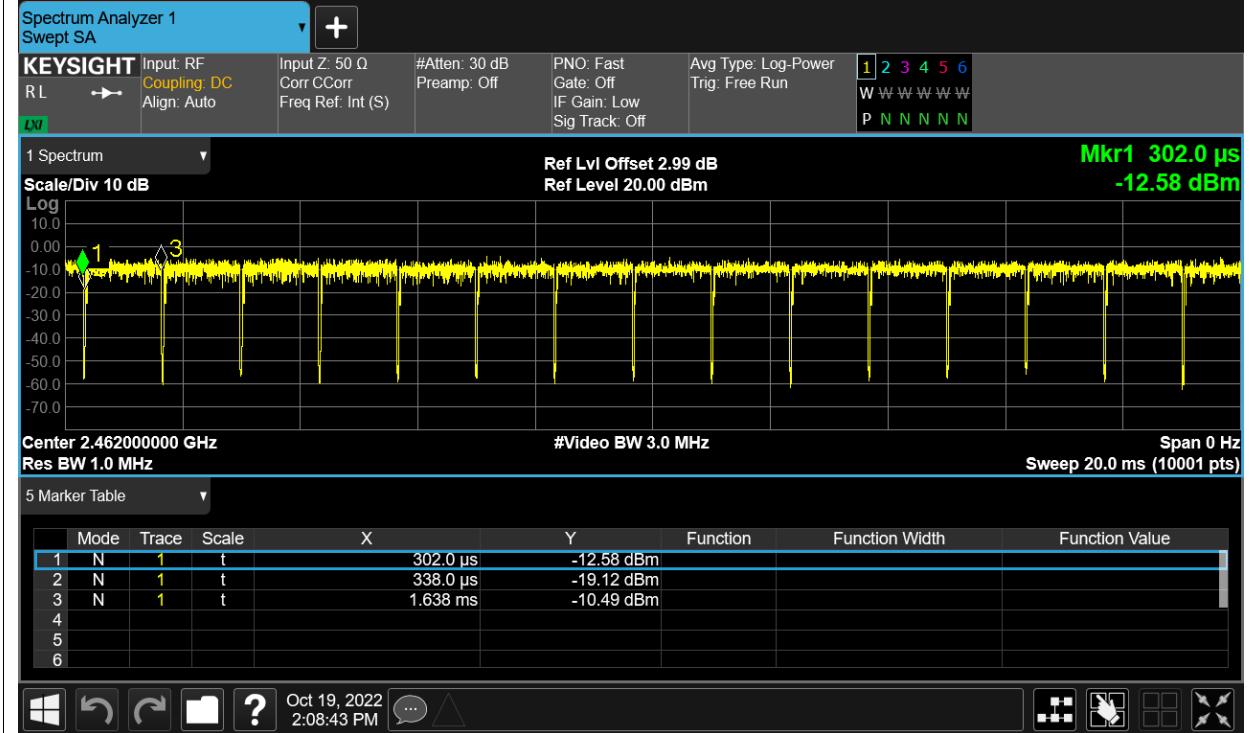 Spectrum Analyzer 1
Swept SA
+
KEYSIGHT
R L
LXI
Input: RF
Coupling: DC
Align: Auto
Input Z: 50 Ω
Corr CCorr
Freq Ref: Int (S)
#Atten: 30 dB
Preamp: Off
PNO: Fast
Gate: Off
IF Gain: Low
Sig Track: Off
Avg Type: Log-Power
Trig: Free Run
1 2 3 4 5 6
W W W W W W
P N N N N N
1 Spectrum
Scale/Div 10 dB
Ref Lvl Offset 2.99 dB
Ref Level 20.00 dBm
Mkr1 302.0 µs
-12.58 dBm
Log
10.0
0.00
-10.0
-20.0
-30.0
-40.0
-50.0
-60.0
-70.0
1
3
Center 2.462000000 GHz
#Video BW 3.0 MHz
Span 0 Hz
Res BW 1.0 MHz
Sweep 20.0 ms (10001 pts)
5 Marker Table
Mode Trace Scale X Y Function Function Width Function Value
1 N 1 t 302.0 µs -12.58 dBm
2 N 1 t 338.0 µs -19.12 dBm
3 N 1 t 1.638 ms -10.49 dBm
4
5
6
?
Oct 19, 2022
2:08:43 PM